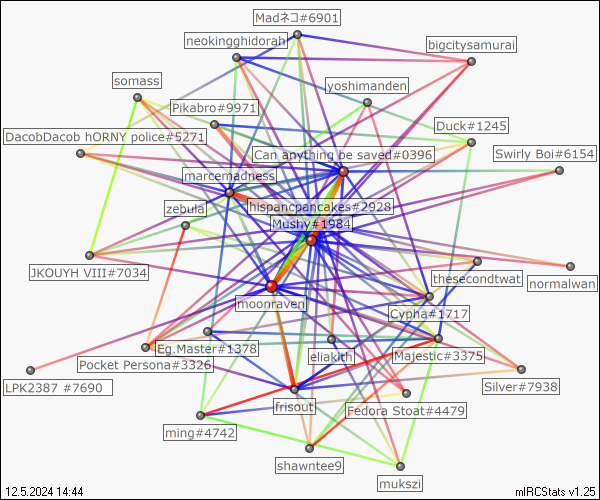 Madネコ#6901
neokingghidorah
bigcitysamurai
somass
yoshimanden
Pikabro#9971
Duck#1245
DacobDacob hORNY police#5271
Can anything be saved#0396
Swirly Boi#6154
marcemadness
hispancpancakes#2928
zebula
Mushy#1984
JKOUYH VIII#7034
thesecondtwat
normalwan
moonraven
Cypha#1717
Eg.Master#1378
eliakith
Majestic#3375
Pocket Persona#3326
LPK2387 #7690
Silver#7938
frisout
Fedora Stoat#4479
ming#4742
shawntee9
mukszi
12.5.2024 14:44
mIRCStats v1.25